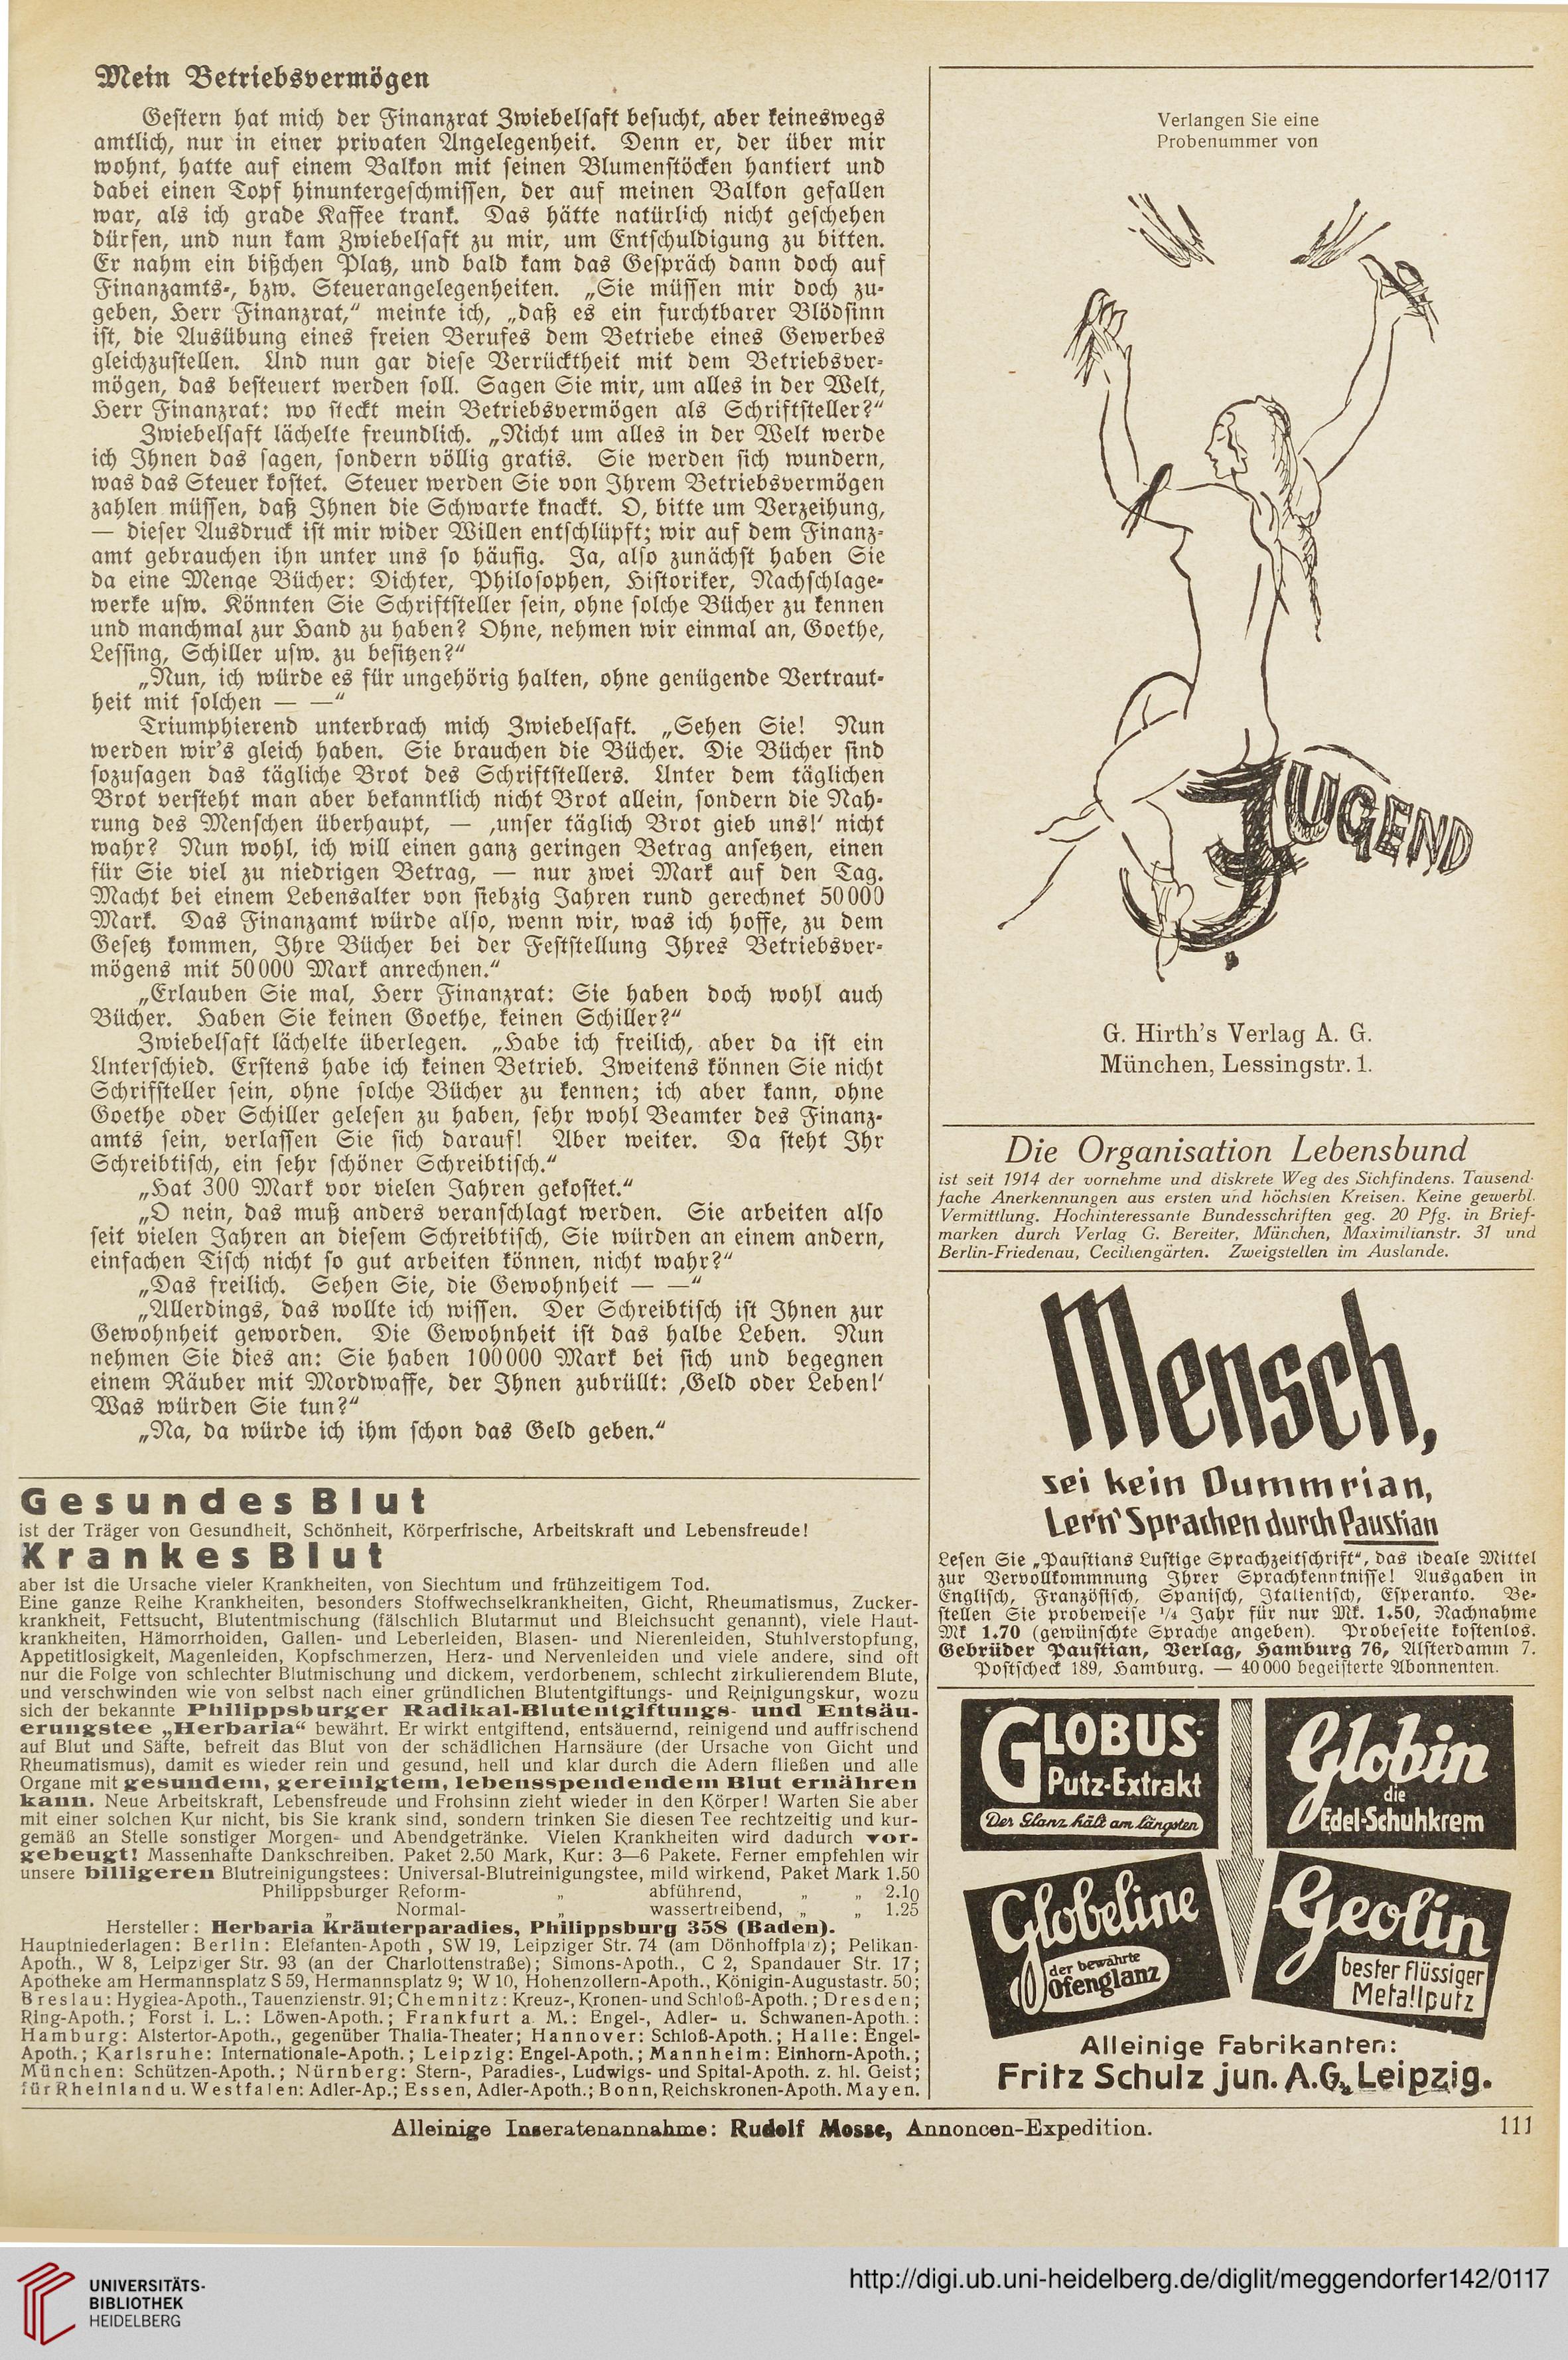 Mein Betriebsvermögen
Gestern hat mich der Finanzrat Zwiebelsaft besucht, aber keineswegs
amtlich, nur in einer privaten Angelegenheit. Denn er, der über mir
wohnt, hatte auf einem Balkon mit seinen Blumenstöcken hantiert und
dabei einen Topf hinuntergeschmissen, der auf meinen Balkon gefallen
war, als ich grade Kaffee trank. Das hätte natürlich nicht geschehen
dürfen, und nun kam Zwiebelsaft zu mir, um Entschuldigung zu bitten.
Er nahm ein bißchen Platz, und bald kam das Gespräch dann doch auf
Finanzamts-, bzw. Steuerangelegenheiten. „Sie müssen mir doch zu-
geben, Herr Finanzrat,“ meinte ich, „daß es ein furchtbarer Blödsinn
ist, die Ausübung eines freien Berufes dem Betriebe eines Gewerbes
gleichzustellen. Und nun gar diese Verrücktheit mit dem Betriebsver-
mögen, das besteuert werden soll. Sagen Sie mir, um alles in der Welt,
Herr Finanzrat: wo steckt mein Betriebsvermögen als Schriftsteller?“
Zwiebelsaft lächelte freundlich. „Nicht um alles in der Welt werde
ich Ihnen das sagen, sondern völlig gratis. Sie werden sich wundern,
was das Steuer kostet. Steuer werden Sie von Ihrem Betriebsvermögen
zahlen müssen, daß Ihnen die Schwarte knackt. O, bitte um Verzeihung,
— dieser Ausdruck ist mir wider Willen entschlüpft; wir auf dem Finanz-
amt gebrauchen ihn unter uns so häufig. Ja, also zunächst haben Sie
da eine Menge Bücher: Dichter, Philosophen, Historiker, Nachschlage-
werke usw. Könnten Sie Schriftsteller sein, ohne solche Bücher zu kennen
und manchmal zur Hand zu haben? Ohne, nehmen wir einmal an, Goethe,
Lessing, Schiller usw. zu besitzen?“
„Nun, ich würde es für ungehörig halten, ohne genügende Vertraut-
heit mit solchen — —“
Triumphierend unterbrach mich Zwiebelsaft. „Sehen Sie! Nun
werden wir's gleich haben. Sie brauchen die Bücher. Die Bücher sind
sozusagen das tägliche Brot des Schriftstellers. Unter dem täglichen
Brot versteht man aber bekanntlich nicht Brot allein, sondern die Nah-
rung des Menschen überhaupt, — ‚unser täglich Brot gieb uns!‘ nicht
wahr? Nun wohl, ich will einen ganz geringen Betrag ansetzen, einen
für Sie viel zu niedrigen Betrag, — nur zwei Mark auf den Tag.
Macht bei einem Lebensalter von siebzig Jahren rund gerechnet 50000
Mark. Das Finanzamt würde also, wenn wir, was ich hoffe, zu dem
Gesetz kommen, Ihre Bücher bei der Feststellung Ihres Betriebsver-
mögens mit 50000 Mark anrechnen.“
„Erlauben Sie mal, Herr Finanzrat: Sie haben doch wohl auch
Bücher. Haben Sie keinen Goethe, keinen Schiller?“
Zwiebelsaft lächelte überlegen. „Habe ich freilich, aber da ist ein
Unterschied. Erstens habe ich keinen Betrieb. Zweitens können Sie nicht
Schriftsteller sein, ohne solche Bücher zu kennen; ich aber kann, ohne
Goethe oder Schiller gelesen zu haben, sehr wohl Beamter des Finanz-
amts sein, verlassen Sie sich darauf! Aber weiter. Da steht Ihr
Schreibtisch, ein sehr schöner Schreibtisch.“
„Hat 300 Mark vor vielen Jahren gekostet.“
„O nein, das muß anders veranschlagt werden. Sie arbeiten also
seit vielen Jahren an diesem Schreibtisch, Sie würden an einem andern,
einfachen Tisch nicht so gut arbeiten können, nicht wahr?“
„Das freilich. Sehen Sie, die Gewohnheit — —“
„Allerdings, das wollte ich wissen. Der Schreibtisch ist Ihnen zur
Gewohnheit geworden. Die Gewohnheit ist das halbe Leben. Nun
nehmen Sie dies an: Sie haben 100000 Mark bei sich und begegnen
einem Räuber mit Mordwaffe, der Ihnen zubrüllt: ‚Geld oder Leben!‘
Was würden Sie tun?“
„Na, da würde ich ihm schon das Geld geben.“
Gesundes Blut
ist der Träger von Gesundheit, Schönheit, Körperfrische, Arbeitskraft und Lebensfreude!
Krankes Blut
aber ist die Ursache vieler Krankheiten, von Siechtum und frühzeitigem Tod.
Eine ganze Reihe Krankheiten, besonders Stoffwechselkrankheiten, Gicht, Rheumatismus, Zucker-
krankheit, Fettsucht, Blutentmischung (fälschlich Blutarmut und Bleichsucht genannt), viele Haut-
krankheiten, Hämorrhoiden, Gallen- und Leberleiden, Blasen- und Nierenleiden, Stuhlverstopfung,
Appetitlosigkeit, Magenleiden, Kopfschmerzen, Herz- und Nervenleiden und viele andere, sind oft
nur die Folge von schlechter Blutmischung und dickem, verdorbenem, schlecht zirkulierendem Blute,
und verschwinden wie von selbst nach einer gründlichen Blutentgiftungs- und Reinigungskur, wozu
sich der bekannte Philippsburger Radikal-Blutentgiftungs- und Entsäu-
erungstee „Herbaria“ bewährt. Er wirkt entgiftend, entsäuernd, reinigend und auffrischend
auf Blut und Säfte, befreit das Blut von der schädlichen Harnsäure (der Ursache von Gicht und
Rheumatismus), damit es wieder rein und gesund, hell und klar durch die Adern fließen und alle
Organe mit gesundem, gereinigtem, lebensspendendem Blut ernähren
kann. Neue Arbeitskraft, Lebensfreude und Frohsinn zieht wieder in den Körper! Warten Sie aber
mit einer solchen Kur nicht, bis Sie krank sind, sondern trinken Sie diesen Tee rechtzeitig und kur-
gemäß an Stelle sonstiger Morgen- und Abendgetränke. Vielen Krankheiten wird dadurch vor-
gebeugt! Massenhafte Dankschreiben. Paket 2.50 Mark, Kur: 3—6 Pakete. Ferner empfehlen wir
unsere billigeren Blutreinigungstees: Universal-Blutreinigungstee, mild wirkend, Paket Mark 1.50
Philippsburger Reform- „ abführend, „ „ 2.10
„ Normal- „ wassertreibend, „ „ 1.25
Hersteller: Herbaria Kräuterparadies, Philippsburg 358 (Baden).
Hauptniederlagen: Berlin: Elefanten-Apoth., SW 19, Leipziger Str. 74 (am Dönhoffplatz); Pelikan-
Apoth., W 8, Leipziger Str. 93 (an der Charlottenstraße); Simons-Apoth., C 2, Spandauer Str. 17;
Apotheke am Hermannsplatz S 59, Hermannsplatz 9; W 10, Hohenzollern-Apoth., Königin-Augustastr. 50;
Breslau: Hygiea-Apoth., Tauenzienstr. 91; Chemnitz: Kreuz-, Kronen- und Schloß-Apoth.; Dresden;
Ring-Apoth.; Forst i. L.: Löwen-Apoth.; Frankfurt a. M.: Engel-, Adler- u. Schwanen-Apoth.:
Hamburg: Alstertor-Apoth., gegenüber Thalia-Theater; Hannover: Schloß-Apoth.; Halle: Engel-
Apoth.; Karlsruhe: Internationale-Apoth.; Leipzig: Engel-Apoth.; Mannheim: Einhorn-Apoth.;
München: Schützen-Apoth.; Nürnberg: Stern-, Paradies-, Ludwigs- und Spital-Apoth. z. hl. Geist;
für Rheinland u. Westfalen: Adler-Ap.; Essen, Adler-Apoth.; Bonn, Reichskronen-Apoth. Mayen.
Verlangen Sie eine
Probenummer von
JUGEND
G. Hirth's Verlag A. G.
München, Lessingstr. 1.
Die Organisation Lebensbund
ist seit 1914 der vornehme und diskrete Weg des Sichfindens. Tausend-
fache Anerkennungen aus ersten und höchsten Kreisen. Keine gewerbl.
Vermittlung. Hochinteressante Bundesschriften geg. 20 Pfg. in Brief-
marken durch Verlag G. Bereiter, München, Maximilianstr. 31 und
Berlin-Friedenau, Ceciliengärten. Zweigstellen im Auslande.
Mensch,
sei kein Dummrian,
Lern' Sprachen durch Paustian
Lesen Sie „Paustians Lustige Sprachzeitschrift“, das ideale Mittel
zur Vervollkommnung Ihrer Sprachkenntnisse! Ausgaben in
Englisch, Französisch, Spanisch, Italienisch, Esperanto. Be-
stellen Sie probeweise ¼ Jahr für nur Mk. 1.50, Nachnahme
Mk 1.70 (gewünschte Sprache angeben). Probeseite kostenlos.
Gebrüder Paustian, Verlag, Hamburg 76, Alsterdamm 7.
Postscheck 189, Hamburg. — 40000 begeisterte Abonnenten.
GLOBUS-
Putz-Extrakt
Der Glanz hält am längsten
Globin
die
Edel-Schuhkrem
Globeline
der bewährte
Ofenglanz
Geolin
bester flüssiger
Metallputz
Alleinige Fabrikanten:
Fritz Schulz jun. A.G., Leipzig.
Alleinige Inseratenannahme: Rudolf Mosse, Annoncen-Expedition.
111
UNIVERSITÄTS-
BIBLIOTHEK
HEIDELBERG
http://digi.ub.uni-heidelberg.de/diglit/meggendorfer142/0117